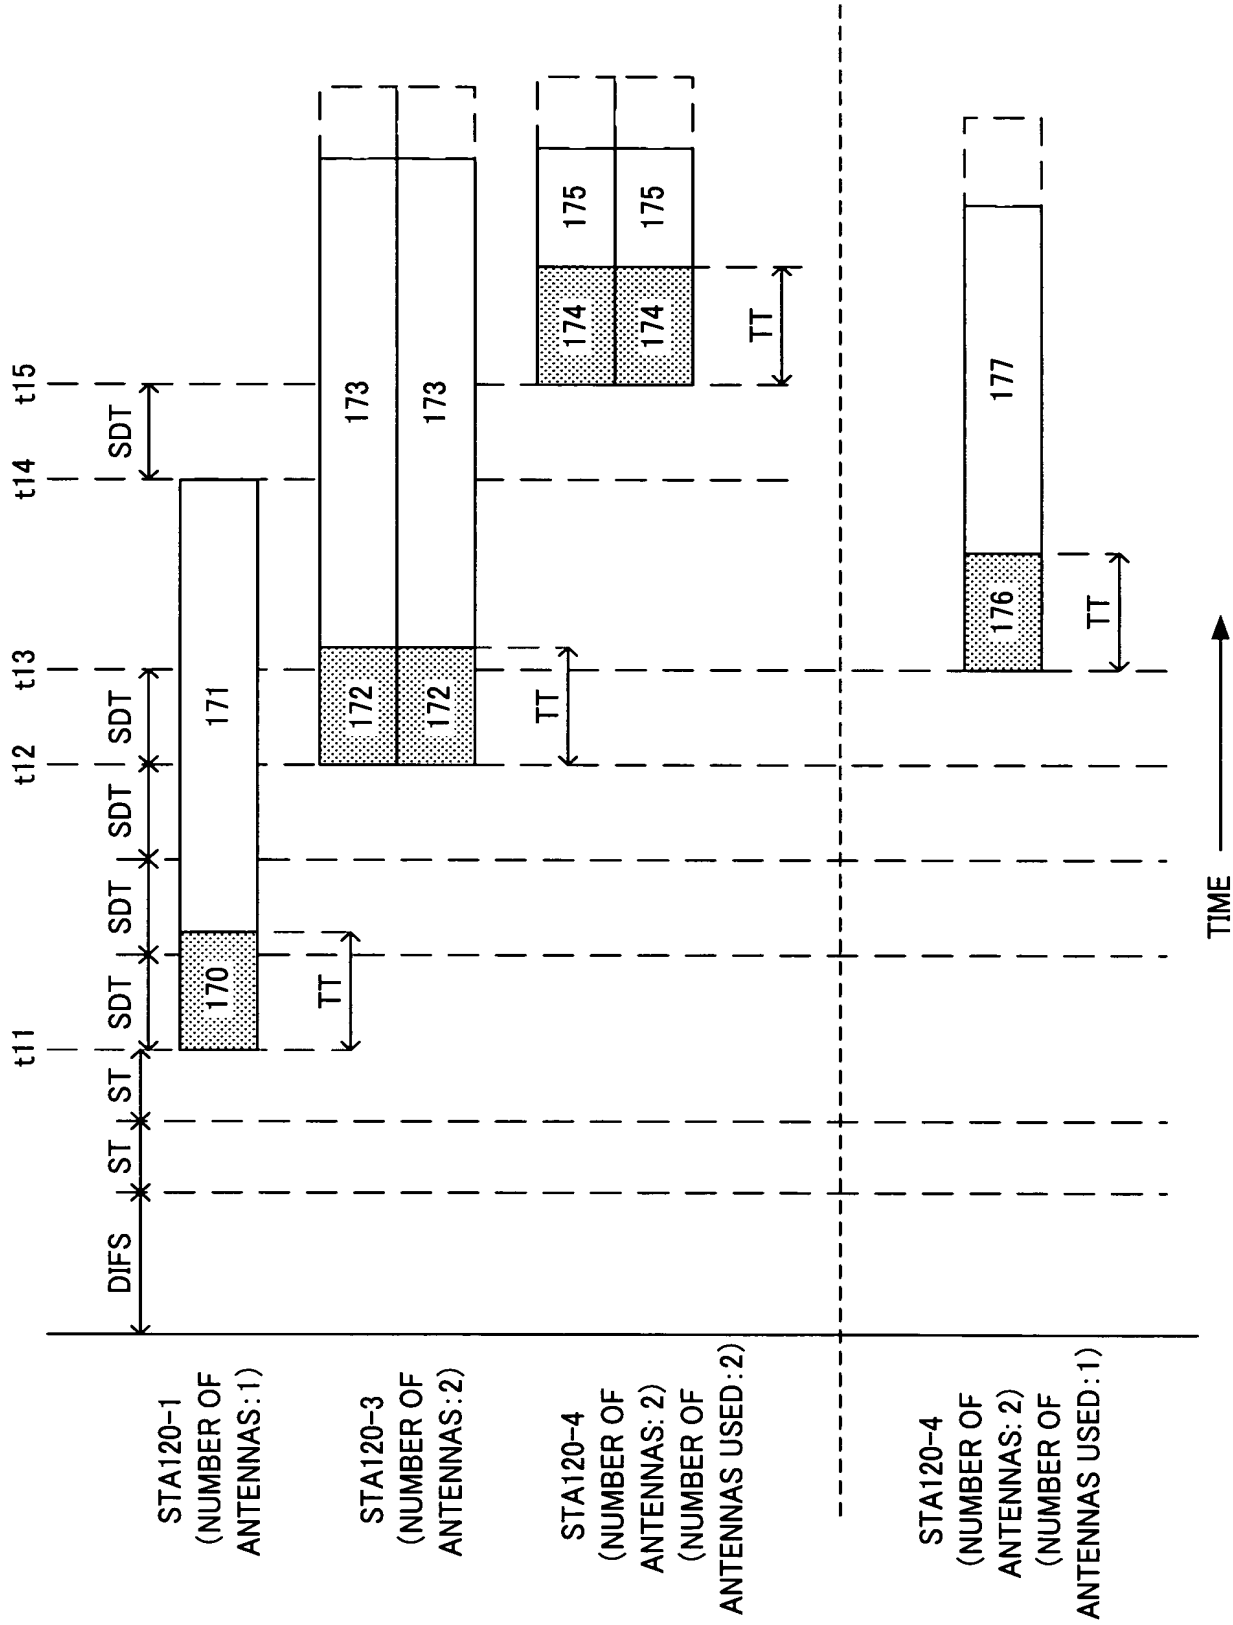 t11
t12
t13
t14
t15
DIFS
ST
ST
SDT
SDT
SDT
SDT
SDT
STA120-1
(NUMBER OF
ANTENNAS:1)
170
171
TT
STA120-3
(NUMBER OF
ANTENNAS:2)
172
173
172
173
TT
STA120-4
(NUMBER OF
ANTENNAS: 2)
(NUMBER OF
ANTENNAS USED:2)
174
175
174
175
TT
STA120-4
(NUMBER OF
ANTENNAS: 2)
(NUMBER OF
ANTENNAS USED:1)
176
177
TT
TIME